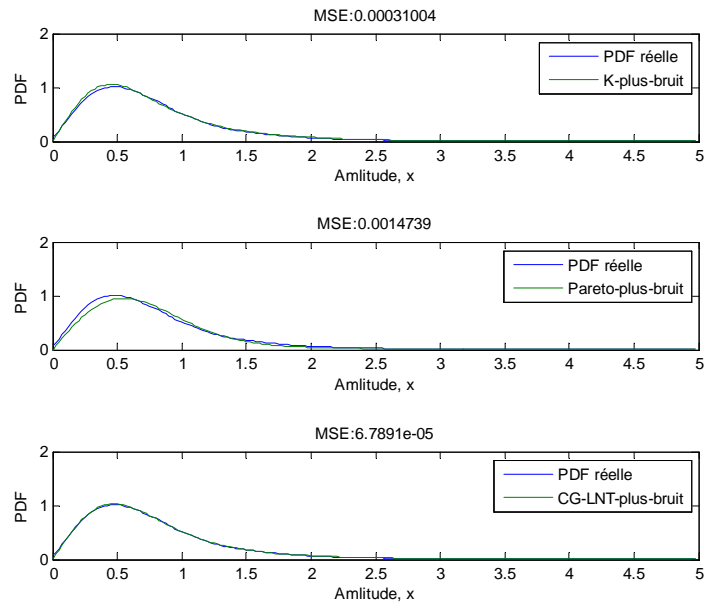 MSE:0.00031004
2
1
0
PDF
PDF réelle
K-plus-bruit
0 0.5 1 1.5 2 2.5 3 3.5 4 4.5 5
Amlitude, x
MSE:0.0014739
2
1
0
PDF
PDF réelle
Pareto-plus-bruit
0 0.5 1 1.5 2 2.5 3 3.5 4 4.5 5
Amlitude, x
MSE:6.7891e-05
2
1
0
PDF
PDF réelle
CG-LNT-plus-bruit
0 0.5 1 1.5 2 2.5 3 3.5 4 4.5 5
Amlitude, x